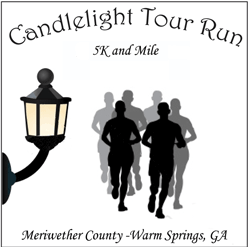 Candlelight Tour Run
5K and Mile
Meriwether County -Warm Springs, GA